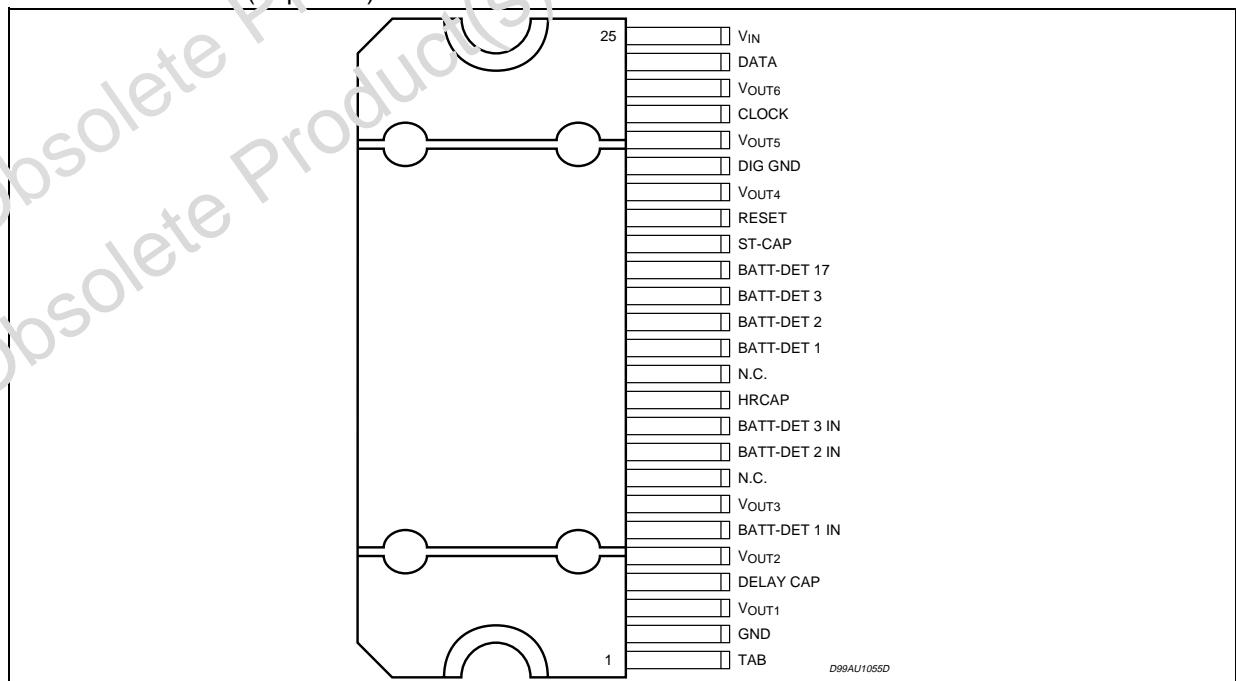 25
VIN
DATA
VOUT6
CLOCK
VOUT5
DIG GND
VOUT4
RESET
ST-CAP
BATT-DET 17
BATT-DET 3
BATT-DET 2
BATT-DET 1
N.C.
HRCAP
BATT-DET 3 IN
BATT-DET 2 IN
N.C.
VOUT3
BATT-DET 1 IN
VOUT2
DELAY CAP
VOUT1
GND
1
TAB
D99AU1055D
Obsolete Product(s)